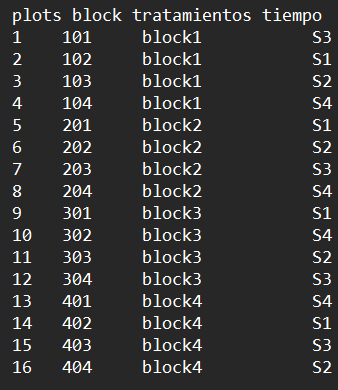 plots block tratamientos tiempo
1 101 block1 S3
2 102 block1 S1
3 103 block1 S2
4 104 block1 S4
5 201 block2 S1
6 202 block2 S2
7 203 block2 S3
8 204 block2 S4
9 301 block3 S1
10 302 block3 S4
11 303 block3 S2
12 304 block3 S3
13 401 block4 S4
14 402 block4 S1
15 403 block4 S3
16 404 block4 S2